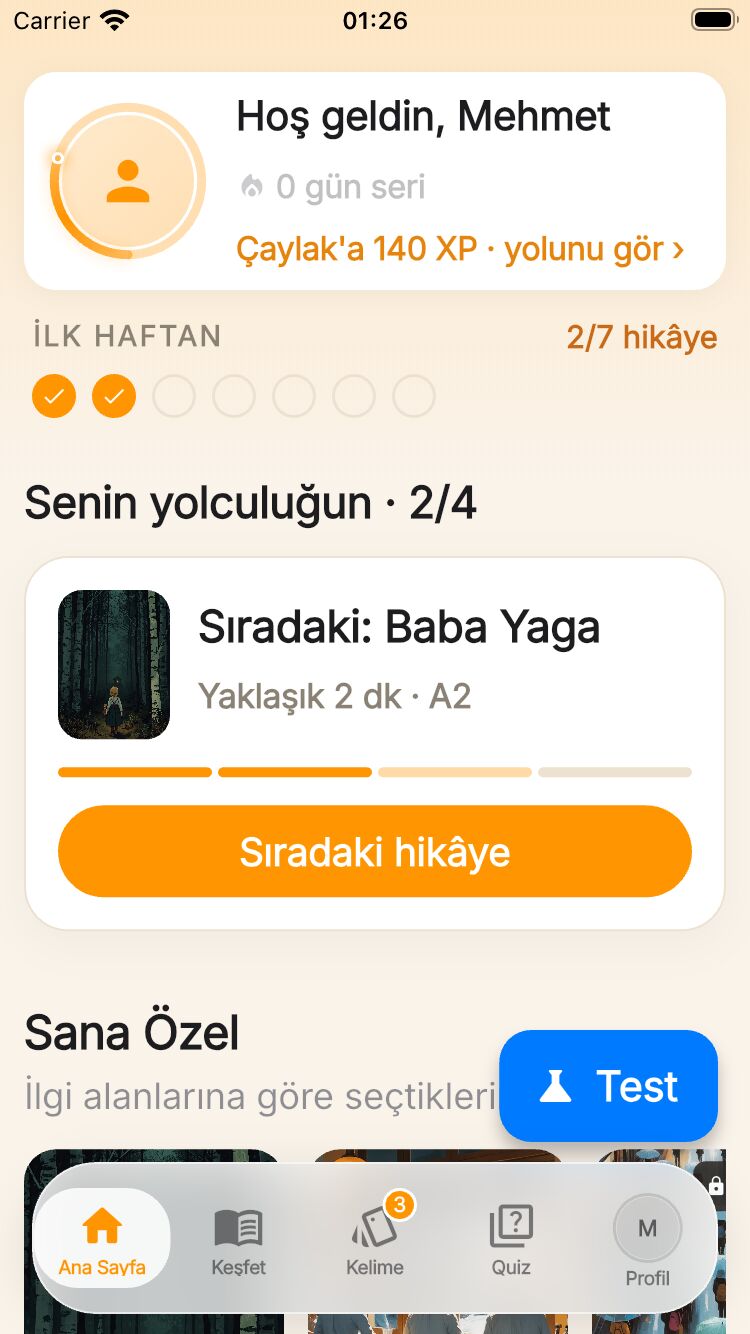 Carrier 01:26
Hoş geldin, Mehmet
0 gün seri
Çaylak'a 140 XP · yolunu gör ›
İLK HAFTAN 2/7 hikâye
Senin yolculuğun · 2/4
Sıradaki: Baba Yaga
Yaklaşık 2 dk · A2
Sıradaki hikâye
Sana Özel
İlgi alanlarına göre seçtikleri
Test
3
M
Ana Sayfa Keşfet Kelime Quiz Profil